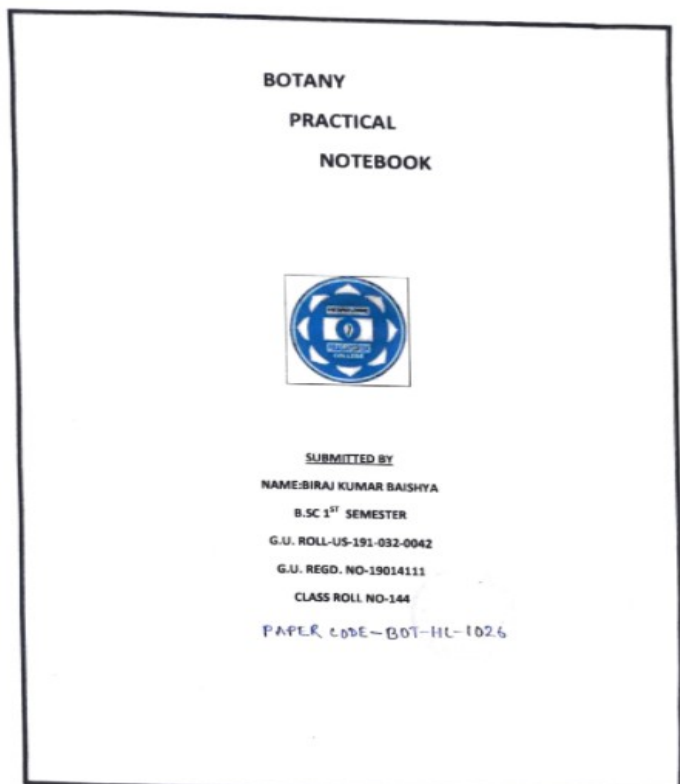 BOTANY
PRACTICAL
NOTEBOOK
COLLEGE
SUBMITTED BY
NAME:BIRAJ KUMAR BAISHYA
B.SC 1ST SEMESTER
G.U. ROLL-US-191-032-0042
G.U. REGD. NO-19014111
CLASS ROLL NO-144
PAPER CODE-BOT-HC-1026